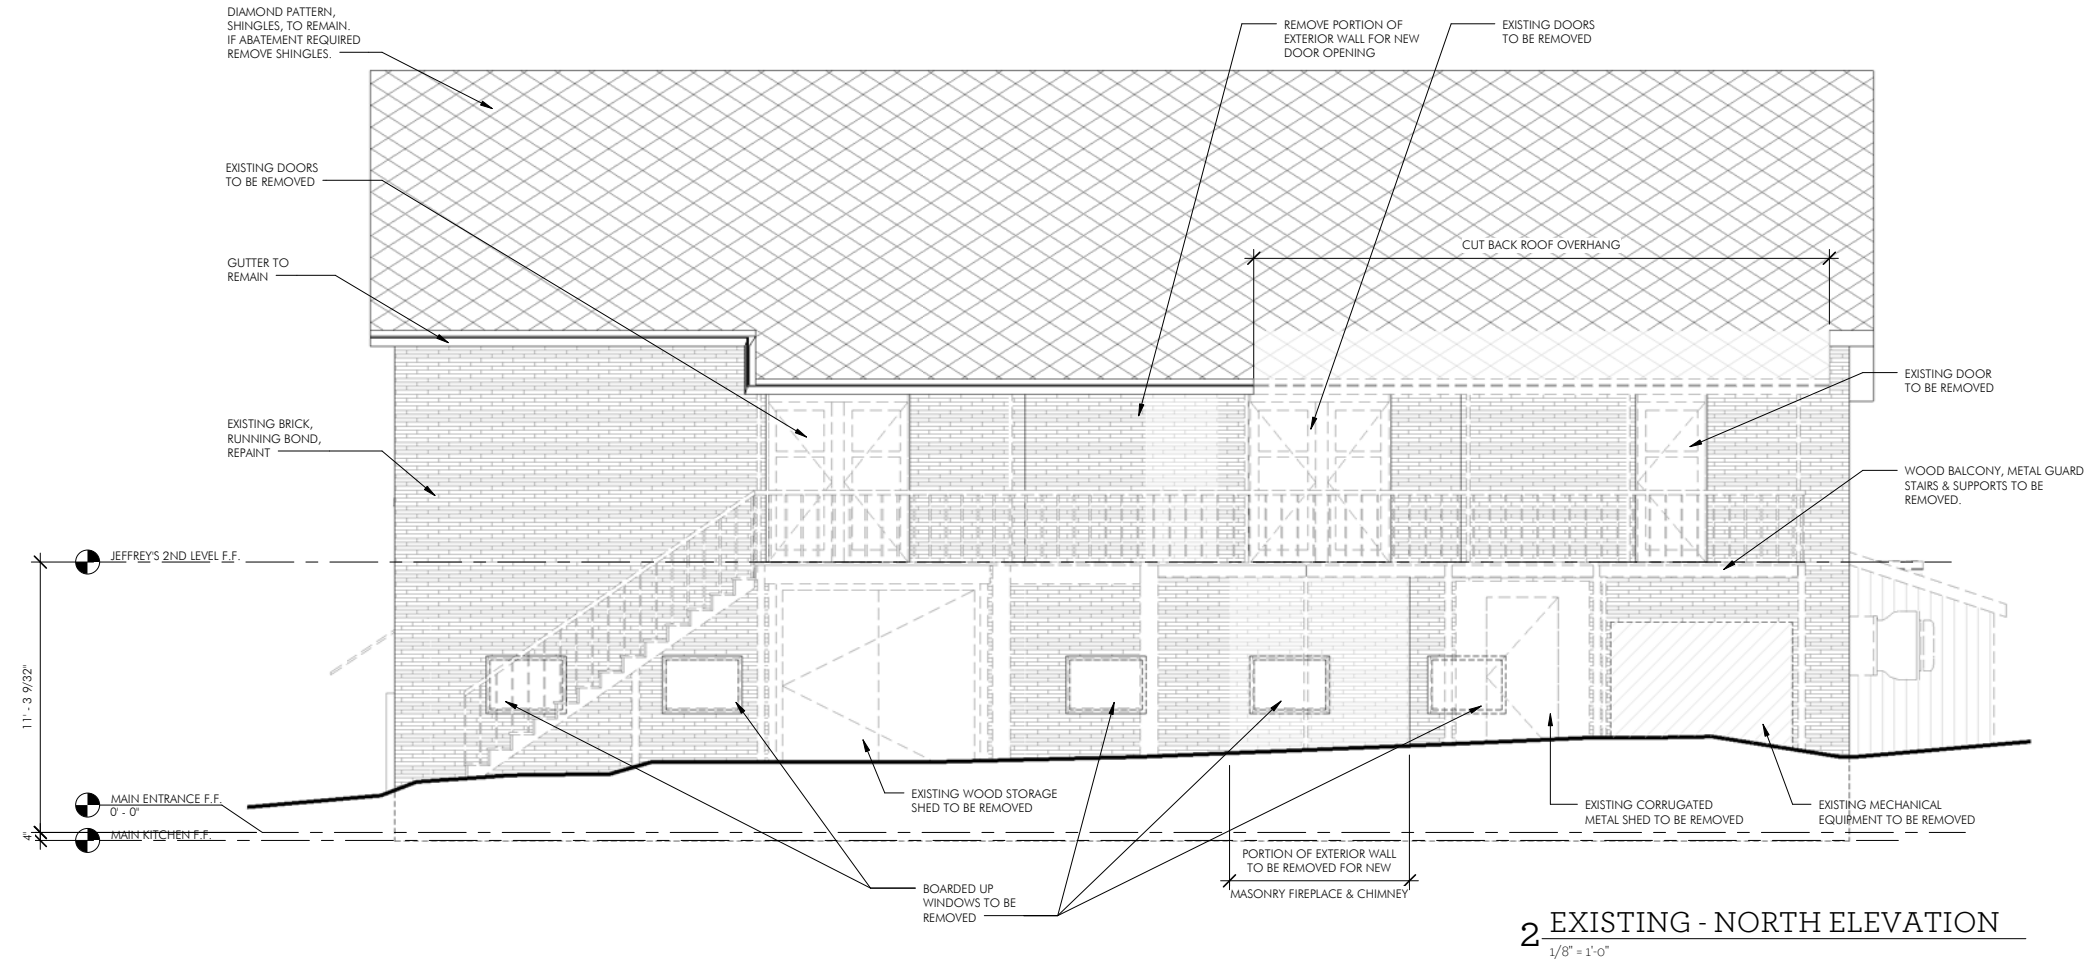 DIAMOND PATTERN,
SHINGLES, TO REMAIN.
IF ABATEMENT REQUIRED
REMOVE SHINGLES.
REMOVE PORTION OF
EXTERIOR WALL FOR NEW
DOOR OPENING
EXISTING DOORS
TO BE REMOVED
EXISTING DOORS
TO BE REMOVED
CUT BACK ROOF OVERHANG
GUTTER TO
REMAIN
EXISTING DOOR
TO BE REMOVED
EXISTING BRICK,
RUNNING BOND,
REPAINT
WOOD BALCONY, METAL GUARD
STAIRS & SUPPORTS TO BE
REMOVED.
JEFFREY'S 2ND LEVEL F.F.
11' - 3 9/32"
MAIN ENTRANCE F.F.
0' - 0"
4"
MAIN KITCHEN F.F.
EXISTING WOOD STORAGE
SHED TO BE REMOVED
EXISTING CORRUGATED
METAL SHED TO BE REMOVED
EXISTING MECHANICAL
EQUIPMENT TO BE REMOVED
PORTION OF EXTERIOR WALL
TO BE REMOVED FOR NEW
MASONRY FIREPLACE & CHIMNEY
BOARDED UP
WINDOWS TO BE
REMOVED
2 EXISTING - NORTH ELEVATION
1/8" = 1'-0"